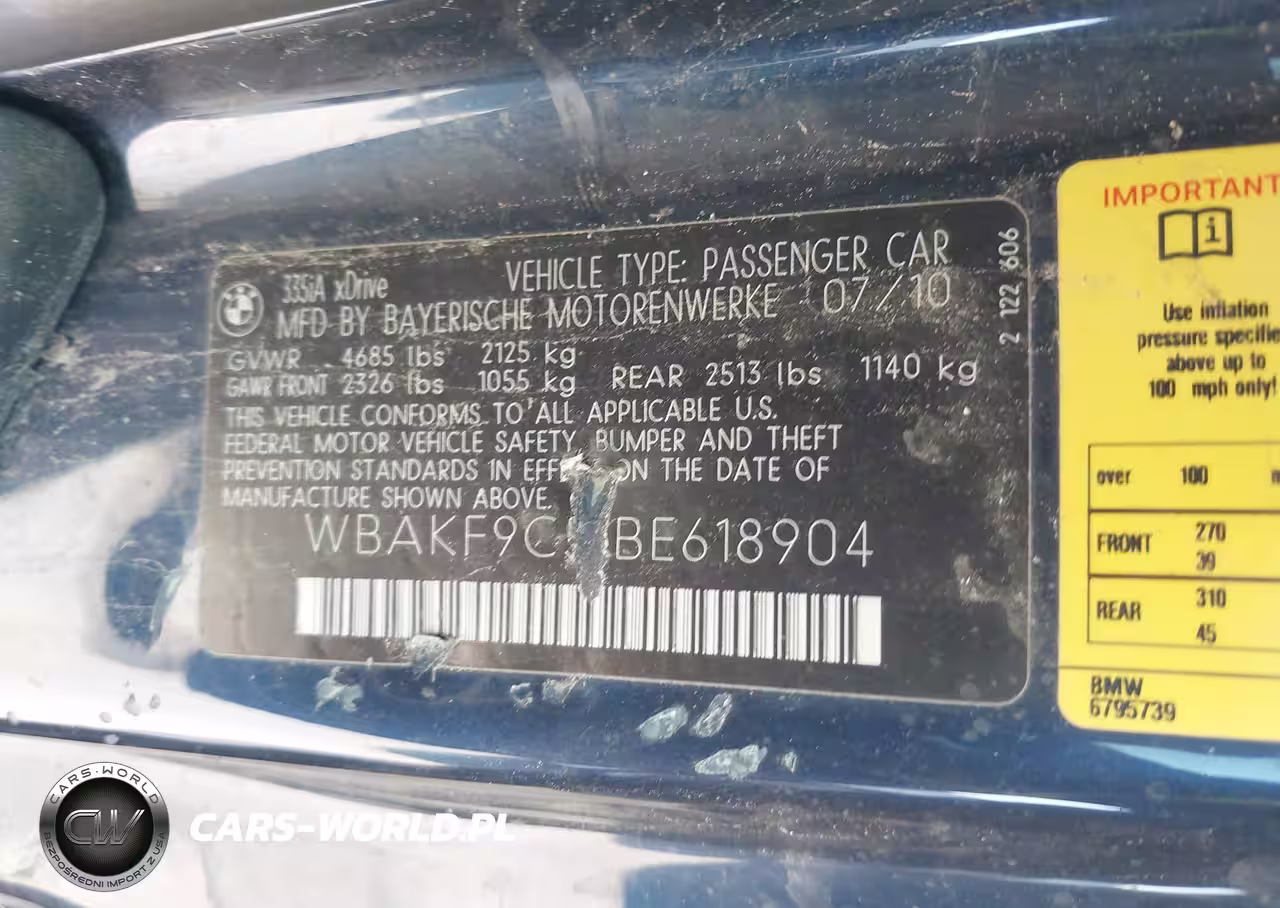 335iA xDrive VEHICLE TYPE: PASSENGER CAR
MFD BY BAYERISCHE MOTORENWERKE 07/10
GVWR 4685 lbs 2125 kg
GAWR FRONT 2326 lbs 1055 kg REAR 2513 lbs 1140 kg
THIS VEHICLE CONFORMS TO ALL APPLICABLE U.S.
FEDERAL MOTOR VEHICLE SAFETY, BUMPER AND THEFT
PREVENTION STANDARDS IN ON THE DATE OF
MANUFACTURE SHOWN ABOVE.
BE618904
2 122 606
IMPORTANT
i
Use inflation
pressure
above up to
100 mph only!
over 100
FRONT 270
39
REAR 310
45
BMW
6795739
CARS-WORLD
CW
BEZPOŚREDNI IMPORT Z USA
CARS-WORLD.PL